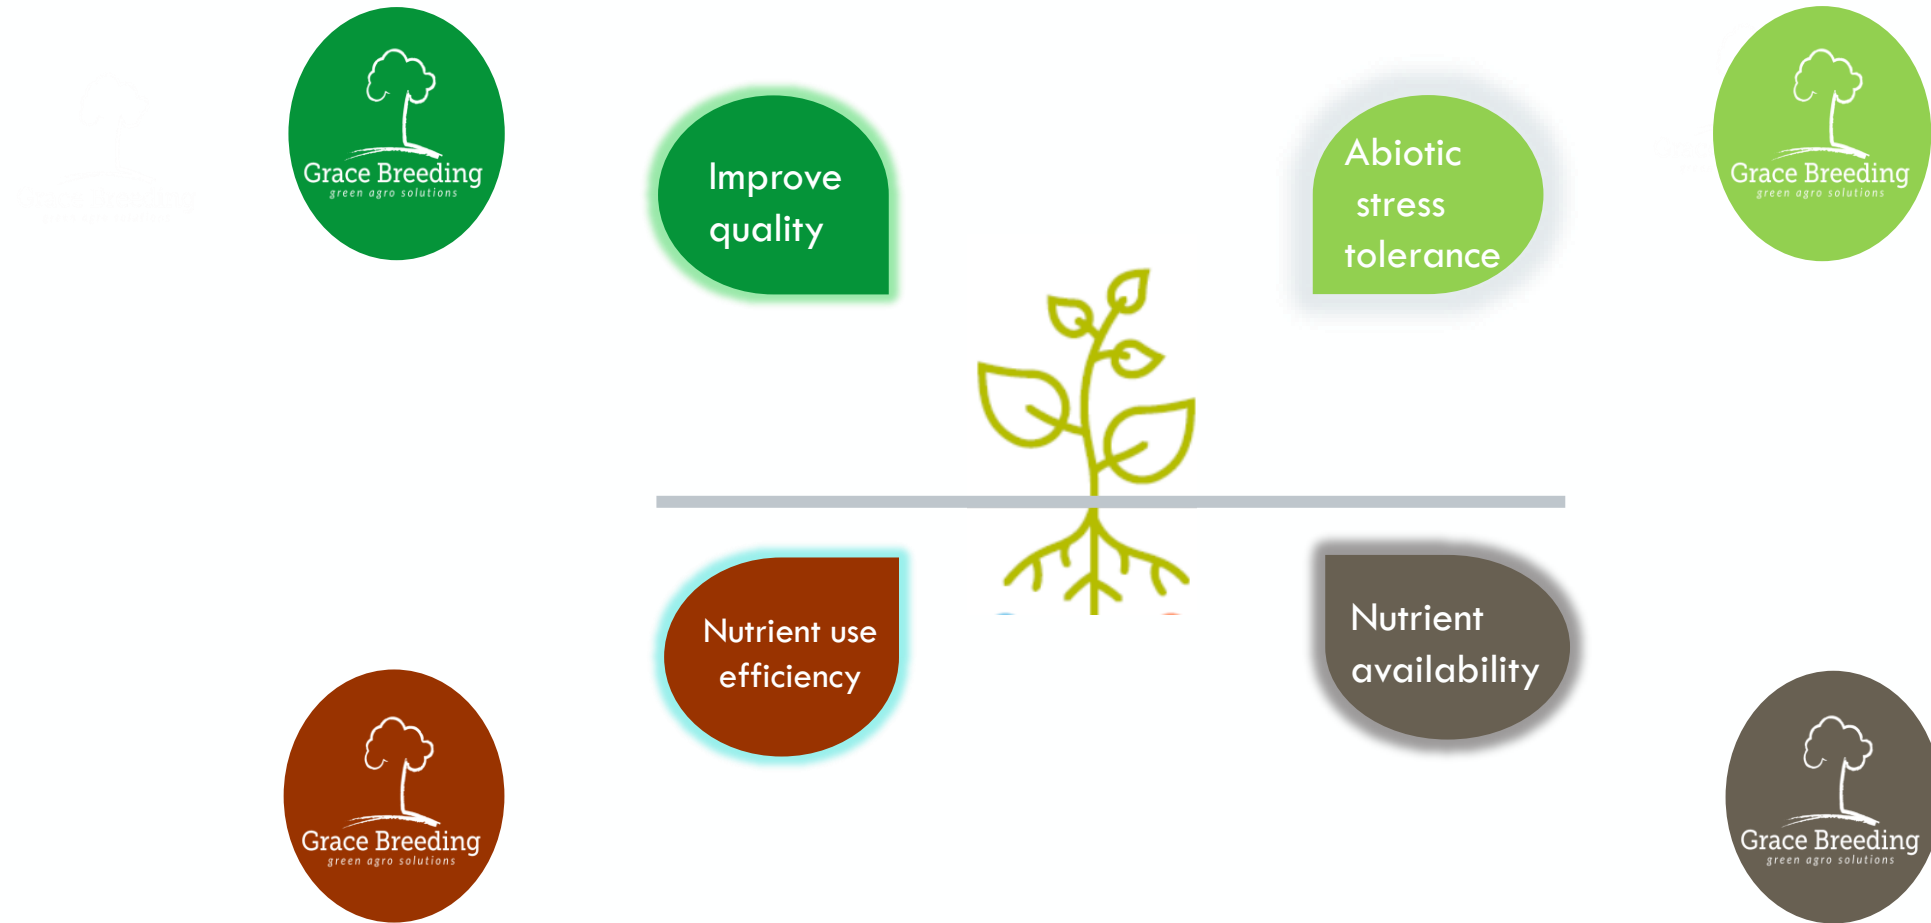 Grace Breeding
green agro solutions
Improve
quality
Abiotic
stress
tolerance
Grace Breeding
green agro solutions
Nutrient use
efficiency
Nutrient
availability
Grace Breeding
green agro solutions
Grace Breeding
green agro solutions